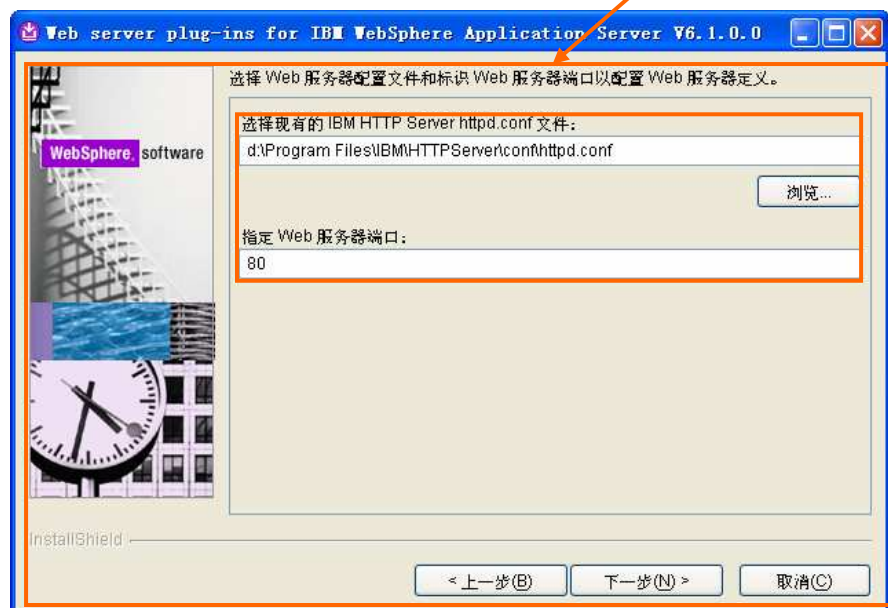 Web server plug-ins for IBM WebSphere Application Server V6.1.0.0
选择 Web 服务器配置文件和标识 Web 服务器端口以配置 Web 服务器定义。
WebSphere. software
选择现有的 IBM HTTP Server httpd.conf 文件：
d:\Program Files\IBM\HTTPServer\conf\httpd.conf
浏览...
指定 Web 服务器端口：
80
InstallShield
< 上一步(B)
下一步(N) >
取消(C)